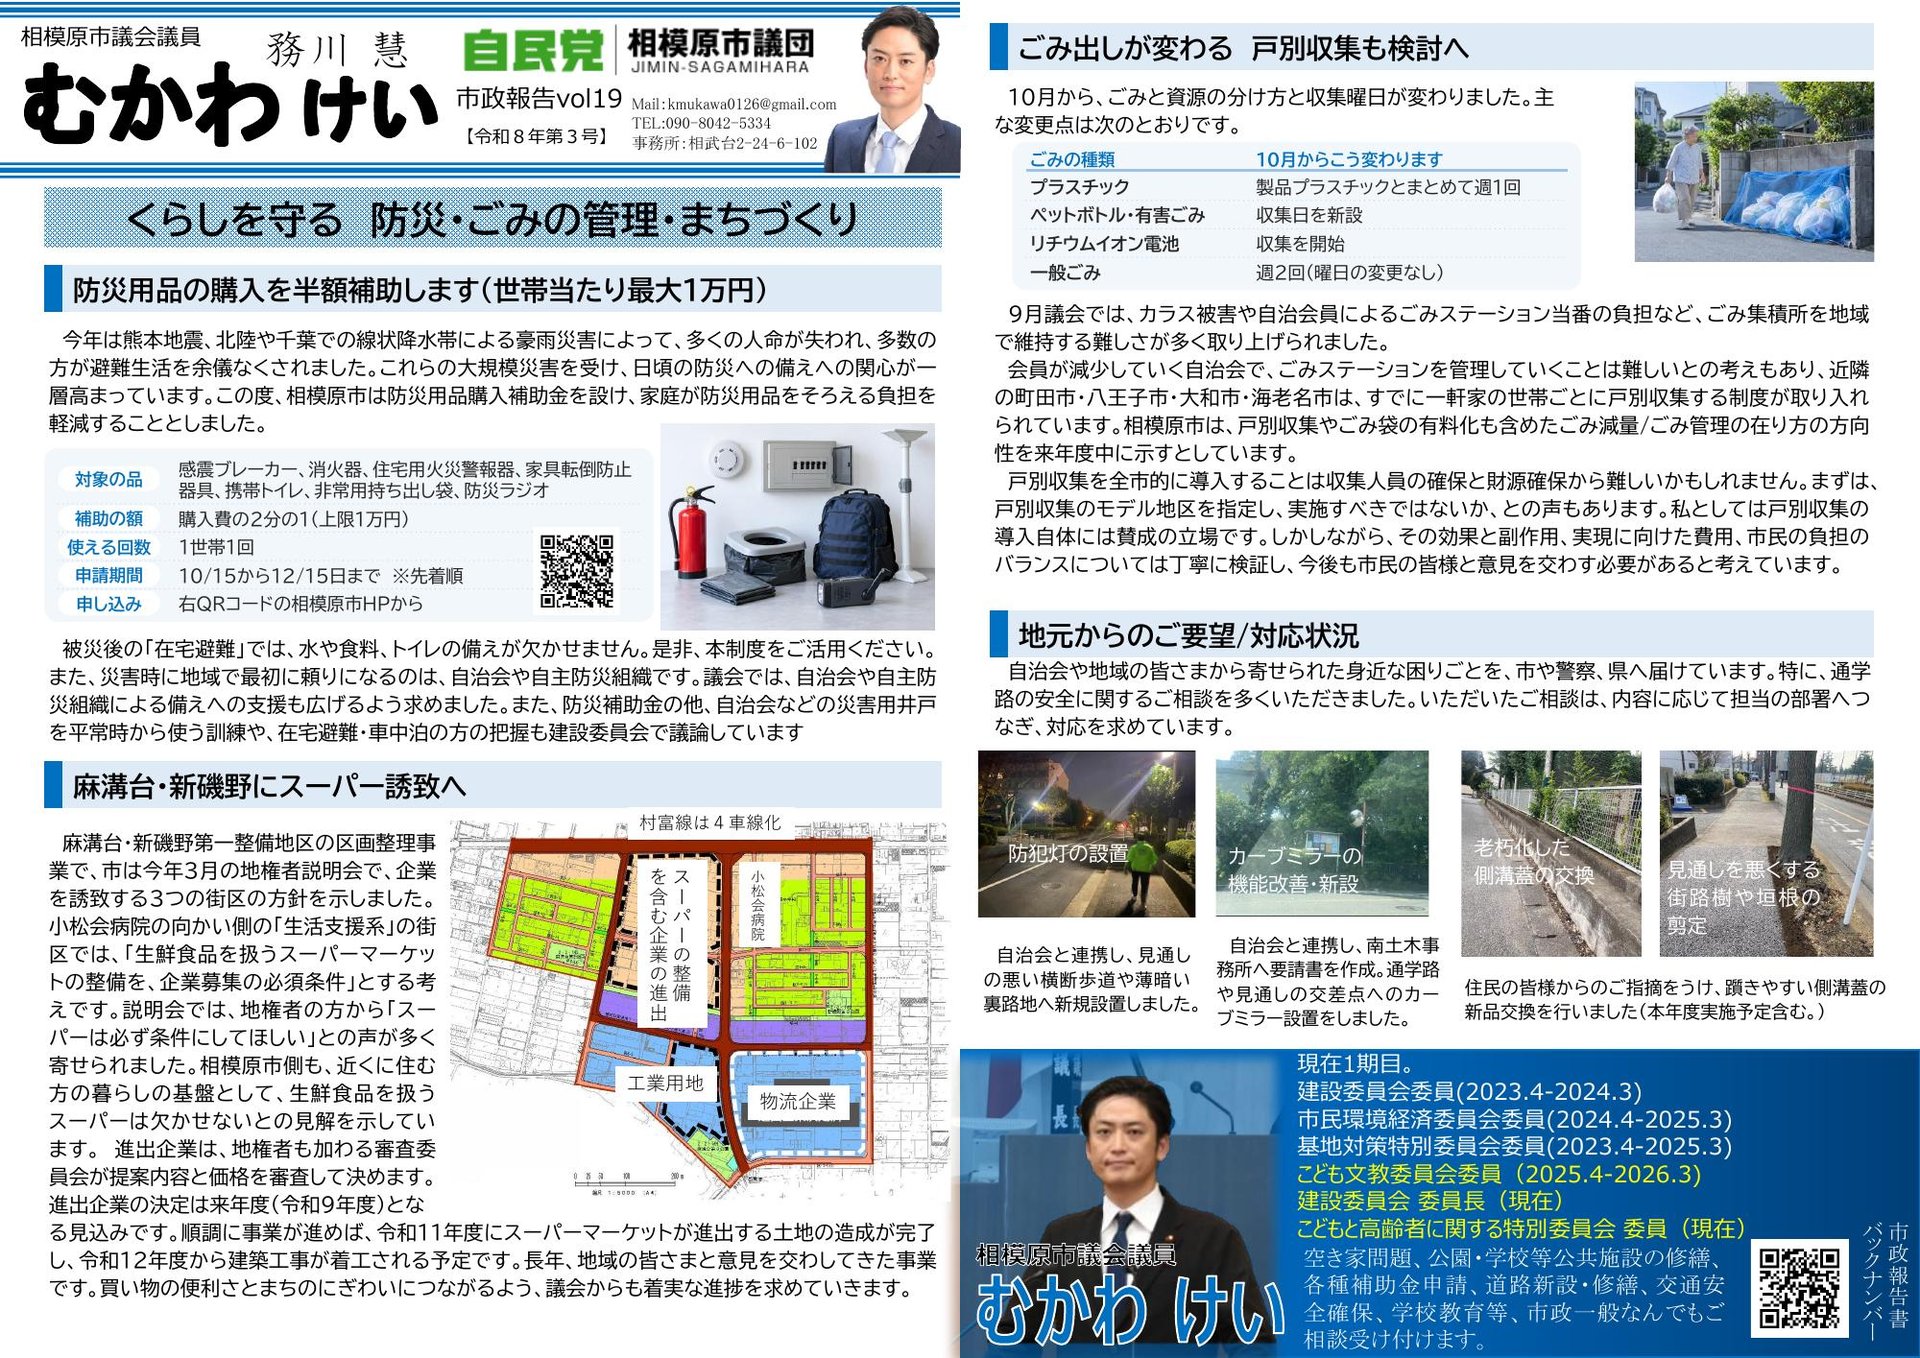 相模原市議会議員
務川 慧
むかわ けい
自民党
相模原市議団
JIMIN-SAGAMIHARA
市政報告vol19
【令和8年第3号】
Mail:kmukawa0126@gmail.com
TEL:090-8042-5334
事務所:相武台2-24-6-102
くらしを守る 防災・ごみの管理・まちづくり
防災用品の購入を半額補助します(世帯当たり最大1万円)
今年は熊本地震、北陸や千葉での線状降水帯による豪雨災害によって、多くの人命が失われ、多数の
方が避難生活を余儀なくされました。これらの大規模災害を受け、日頃の防災への備えへの関心が一
層高まっています。この度、相模原市は防災用品購入補助金を設け、家庭が防災用品をそろえる負担を
軽減することとしました。
対象の品 感震ブレーカー、消火器、住宅用火災警報器、家具転倒防止
器具、携帯トイレ、非常用持ち出し袋、防災ラジオ
補助の額 購入費の2分の1(上限1万円)
使える回数 1世帯1回
申請期間 10/15から12/15日まで ※先着順
申し込み 右QRコードの相模原市HPから
被災後の「在宅避難」では、水や食料、トイレの備えが欠かせません。是非、本制度をご活用ください。
また、災害時に地域で最初に頼りになるのは、自治会や自主防災組織です。議会では、自治会や自主防
災組織による備えへの支援も広げるよう求めました。また、防災補助金の他、自治会などの災害用井戸
を平常時から使う訓練や、在宅避難・車中泊の方の把握も建設委員会で議論しています
麻溝台・新磯野にスーパー誘致へ
麻溝台・新磯野第一整備地区の区画整理事
業で、市は今年3月の地権者説明会で、企業
を誘致する3つの街区の方針を示しました。
小松会病院の向かい側の「生活支援系」の街
区では、「生鮮食品を扱うスーパーマーケッ
トの整備を、企業募集の必須条件」とする考
えです。説明会では、地権者の方から「スー
パーは必ず条件にしてほしい」との声が多く
寄せられました。相模原市側も、近くに住む
方の暮らしの基盤として、生鮮食品を扱う
スーパーは欠かせないとの見解を示してい
ます。 進出企業は、地権者も加わる審査委
員会が提案内容と価格を審査して決めます。
進出企業の決定は来年度(令和9年度)とな
る見込みです。順調に事業が進めば、令和11年度にスーパーマーケットが進出する土地の造成が完了
し、令和12年度から建築工事が着工される予定です。長年、地域の皆さまと意見を交わしてきた事業
です。買い物の便利さとまちのにぎわいにつながるよう、議会からも着実な進捗を求めていきます。
村富線は4車線化
スーパーの整備
を含む企業の進出
小松会病院
工業用地
物流企業
ごみ出しが変わる 戸別収集も検討へ
10月から、ごみと資源の分け方と収集曜日が変わりました。主
な変更点は次のとおりです。
ごみの種類 10月からこう変わります
プラスチック 製品プラスチックとまとめて週1回
ペットボトル・有害ごみ 収集日を新設
リチウムイオン電池 収集を開始
一般ごみ 週2回(曜日の変更なし)
9月議会では、カラス被害や自治会員によるごみステーション当番の負担など、ごみ集積所を地域
で維持する難しさが多く取り上げられました。
会員が減少していく自治会で、ごみステーションを管理していくことは難しいとの考えもあり、近隣
の町田市・八王子市・大和市・海老名市は、すでに一軒家の世帯ごとに戸別収集する制度が取り入れ
られています。相模原市は、戸別収集やごみ袋の有料化も含めたごみ減量/ごみ管理の在り方の方向
性を来年度中に示すとしています。
戸別収集を全市的に導入することは収集人員の確保と財源確保から難しいかもしれません。まずは、
戸別収集のモデル地区を指定し、実施すべきではないか、との声もあります。私としては戸別収集の
導入自体には賛成の立場です。しかしながら、その効果と副作用、実現に向けた費用、市民の負担の
バランスについては丁寧に検証し、今後も市民の皆様と意見を交わす必要があると考えています。
地元からのご要望/対応状況
自治会や地域の皆さまから寄せられた身近な困りごとを、市や警察、県へ届けています。特に、通学
路の安全に関するご相談を多くいただきました。いただいたご相談は、内容に応じて担当の部署へつ
なぎ、対応を求めています。
防犯灯の設置
カーブミラーの
機能改善・新設
老朽化した
側溝蓋の交換
見通しを悪くする
街路樹や垣根の
剪定
自治会と連携し、見通し
の悪い横断歩道や薄暗い
裏路地へ新規設置しました。
自治会と連携し、南土木事
務所へ要請書を作成。通学路
や見通しの交差点へのカー
ブミラー設置をしました。
住民の皆様からのご指摘をうけ、躓きやすい側溝蓋の
新品交換を行いました(本年度実施予定含む。)
相模原市議会議員
むかわ けい
現在1期目。
建設委員会委員(2023.4-2024.3)
市民環境経済委員会委員(2024.4-2025.3)
基地対策特別委員会委員(2023.4-2025.3)
こども文教委員会委員(2025.4-2026.3)
建設委員会 委員長(現在)
こどもと高齢者に関する特別委員会 委員(現在)
空き家問題、公園・学校等公共施設の修繕、
各種補助金申請、道路新設・修繕、交通安
全確保、学校教育等、市政一般なんでもご
相談受け付けます。
市政報告書
バックナンバー